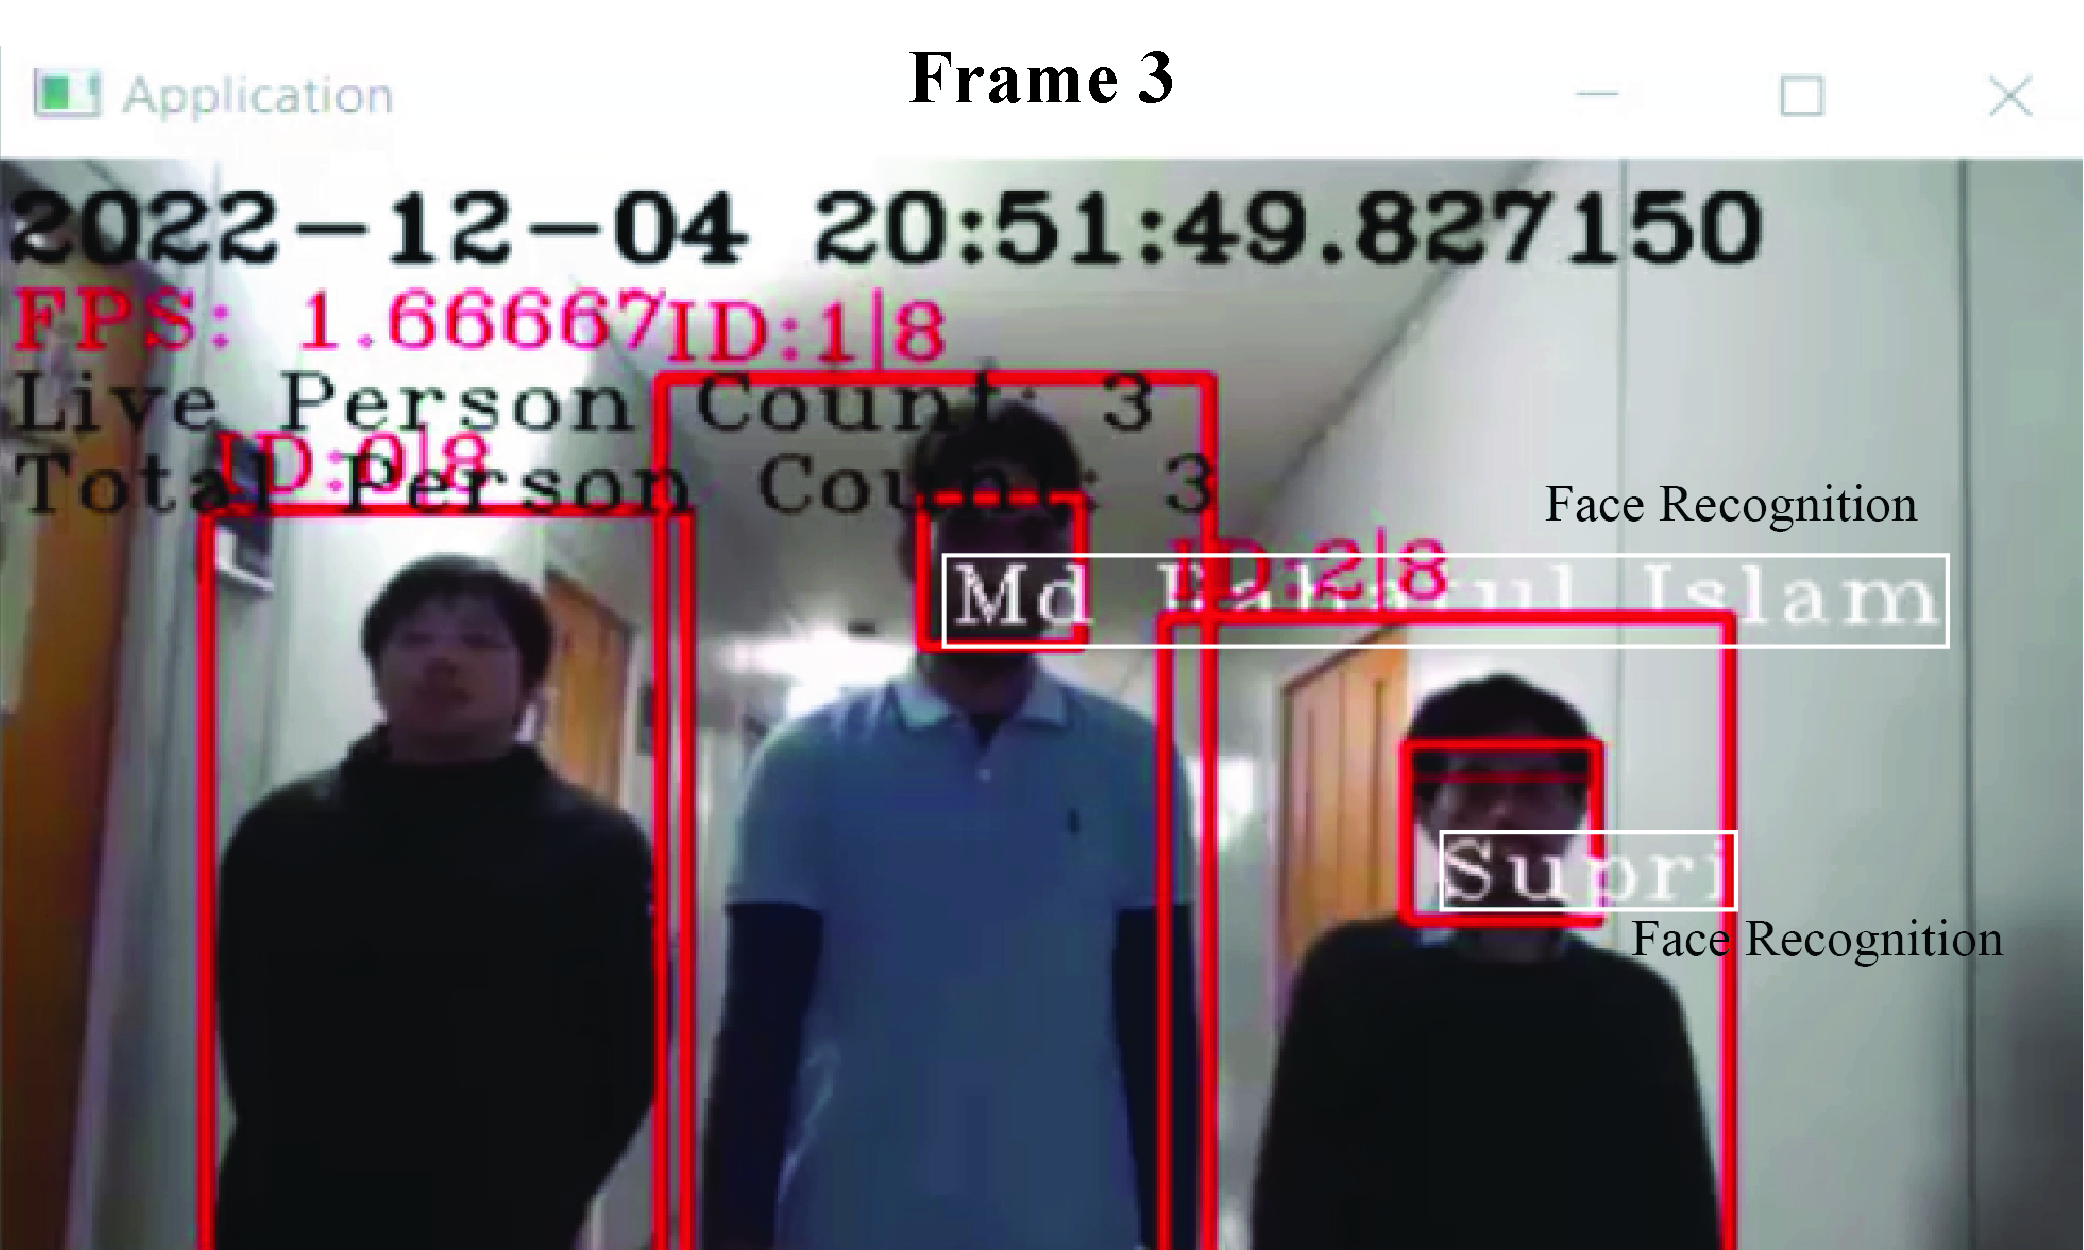 Frame 3
Application
2022-12-04 20:51:49.827150
FPS: 1.66667
ID:1|8
Live Person Count: 3
ID:0|8
Total Person Count: 3
Face Recognition
ID:2|8
Md Islam
Supri
Face Recognition